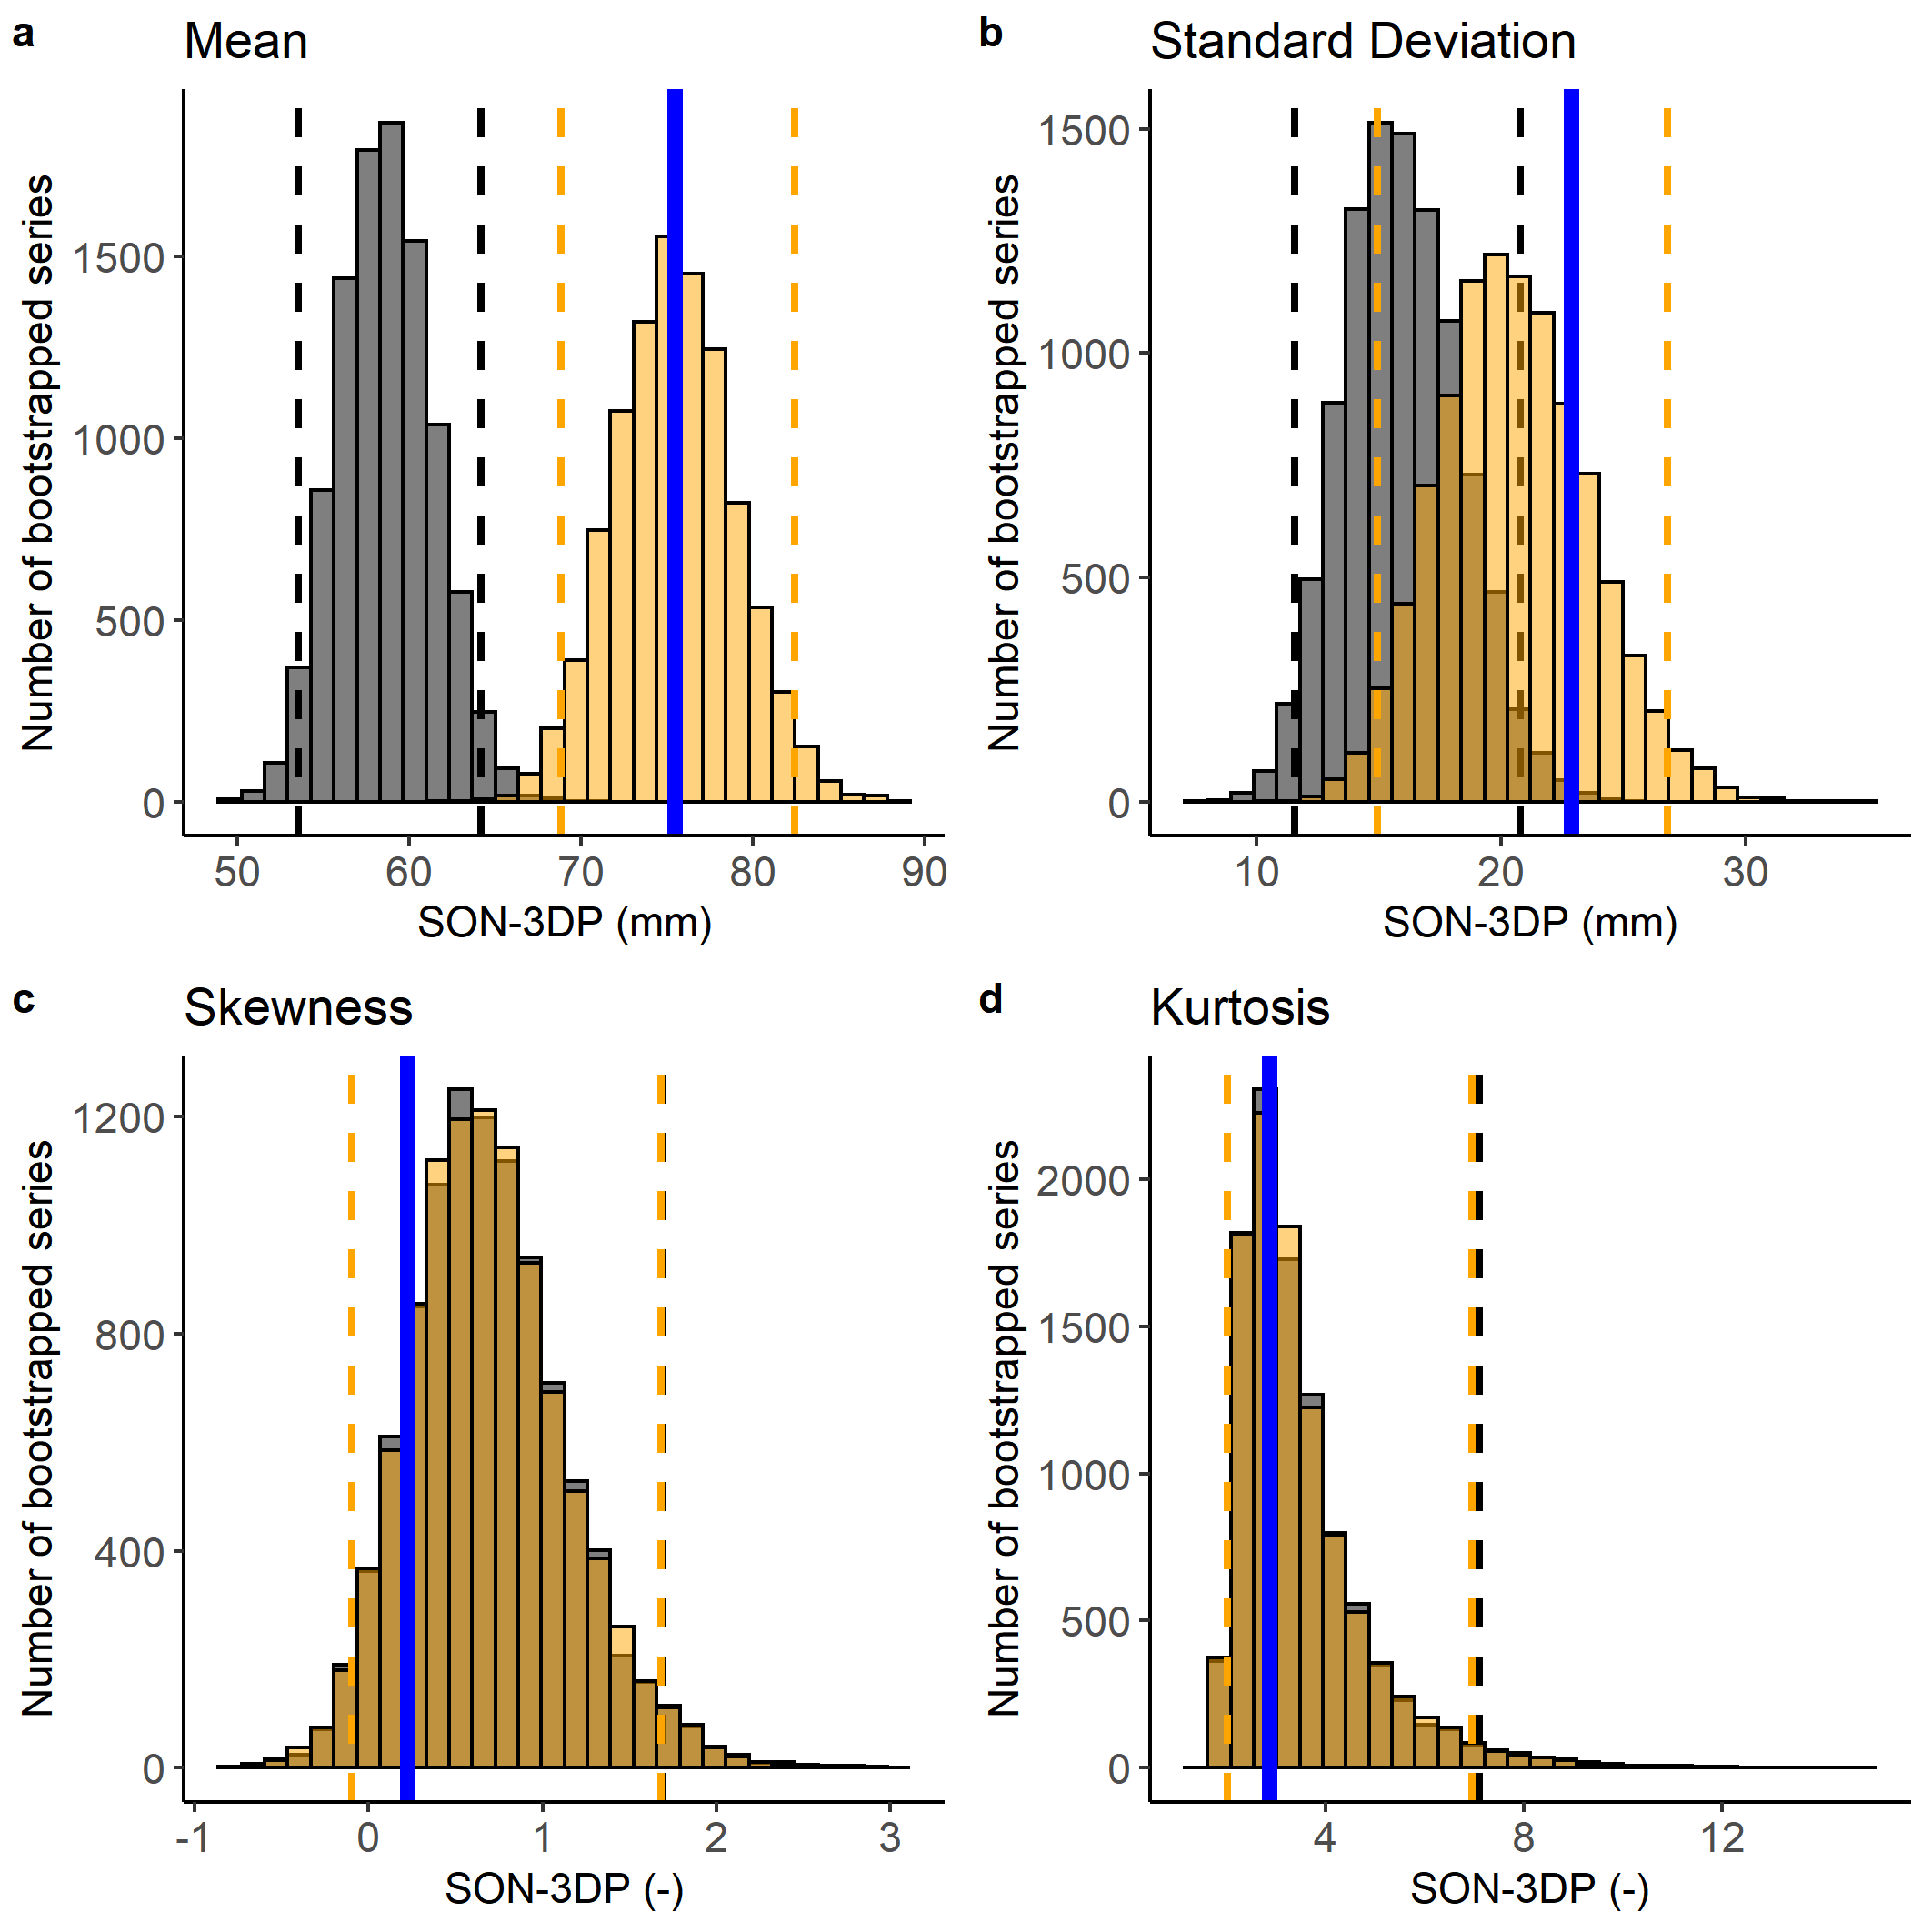 a
Mean
Number of bootstrapped series
1500
1000
500
0
50 60 70 80 90
SON-3DP (mm)
b
Standard Deviation
Number of bootstrapped series
1500
1000
500
0
10 20 30
SON-3DP (mm)
c
Skewness
Number of bootstrapped series
1200
800
400
0
-1 0 1 2 3
SON-3DP (-)
d
Kurtosis
Number of bootstrapped series
2000
1500
1000
500
0
4 8 12
SON-3DP (-)